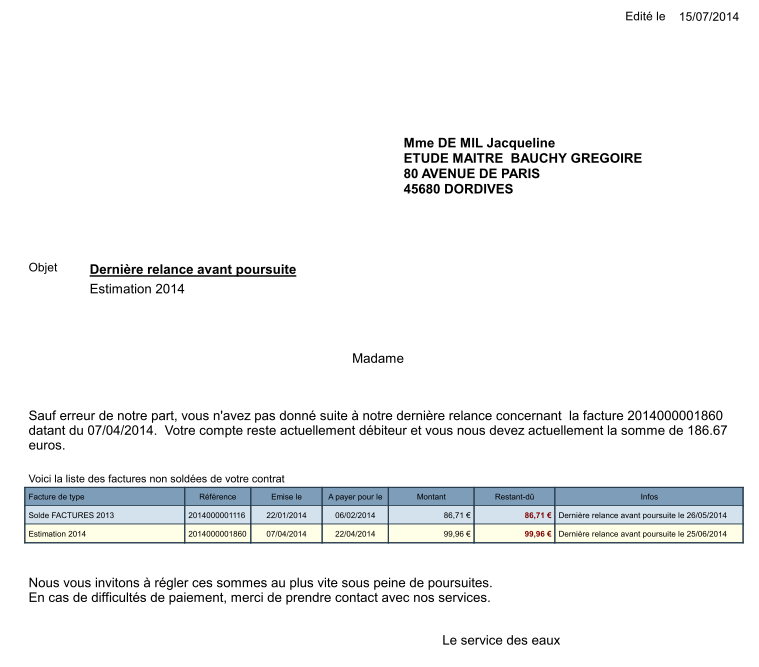 Edité le 15/07/2014
Mme DE MIL Jacqueline
ETUDE MAITRE BAUCHY GREGOIRE
80 AVENUE DE PARIS
45680 DORDIVES
Objet Dernière relance avant poursuite
Estimation 2014
Madame
Sauf erreur de notre part, vous n'avez pas donné suite à notre dernière relance concernant la facture 2014000001860
datant du 07/04/2014. Votre compte reste actuellement débiteur et vous nous devez actuellement la somme de 186.67
euros.
Voici la liste des factures non soldées de votre contrat
Facture de type Référence Emise le A payer pour le Montant Restant-dû Infos
Solde FACTURES 2013 2014000001116 22/01/2014 06/02/2014 86,71 € 86,71 € Dernière relance avant poursuite le 26/05/2014
Estimation 2014 2014000001860 07/04/2014 22/04/2014 99,96 € 99,96 € Dernière relance avant poursuite le 25/06/2014
Nous vous invitons à régler ces sommes au plus vite sous peine de poursuites.
En cas de difficultés de paiement, merci de prendre contact avec nos services.
Le service des eaux